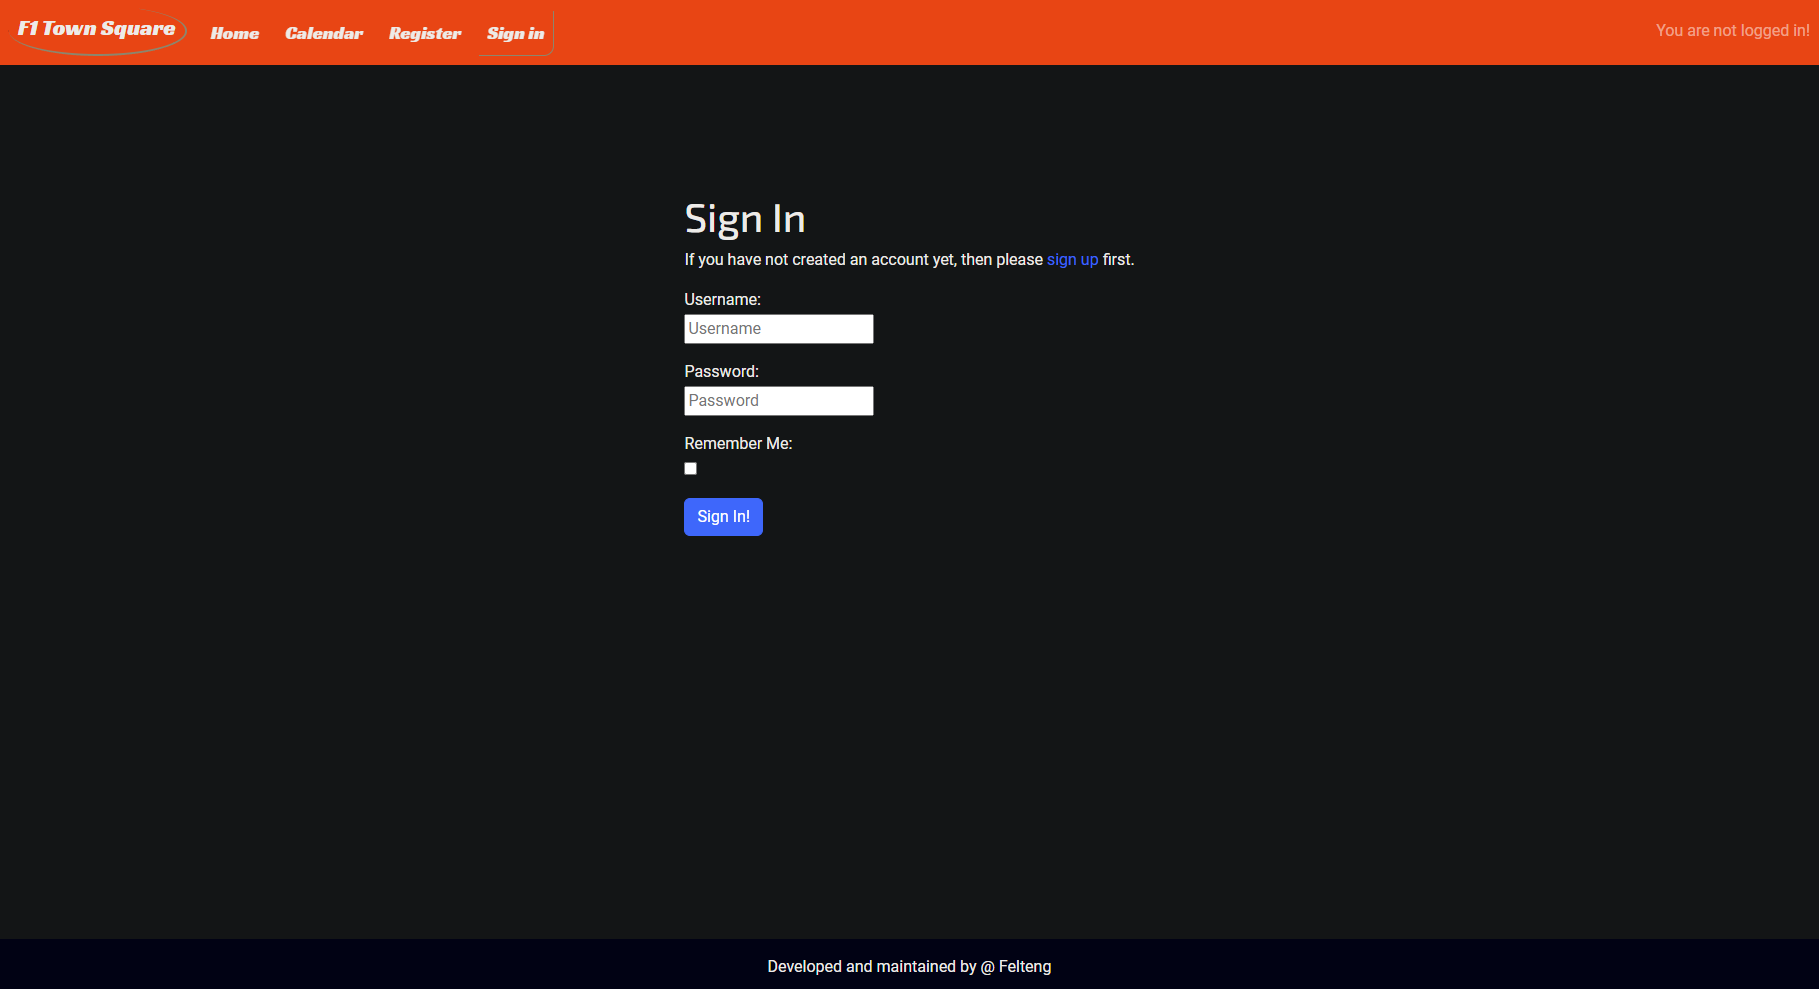 F1 Town Square
Home
Calendar
Register
Sign in
You are not logged in!
Sign In
If you have not created an account yet, then please sign up first.
Username:
Username
Password:
Password
Remember Me:
Sign In!
Developed and maintained by @ Felteng